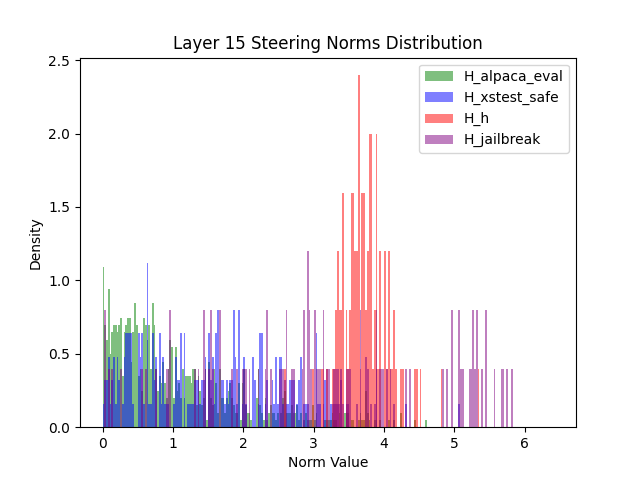 Layer 15 Steering Norms Distribution
H_alpaca_eval
H_xstest_safe
H_h
H_jailbreak
Density
2.5
2.0
1.5
1.0
0.5
0.0
0 1 2 3 4 5 6
Norm Value